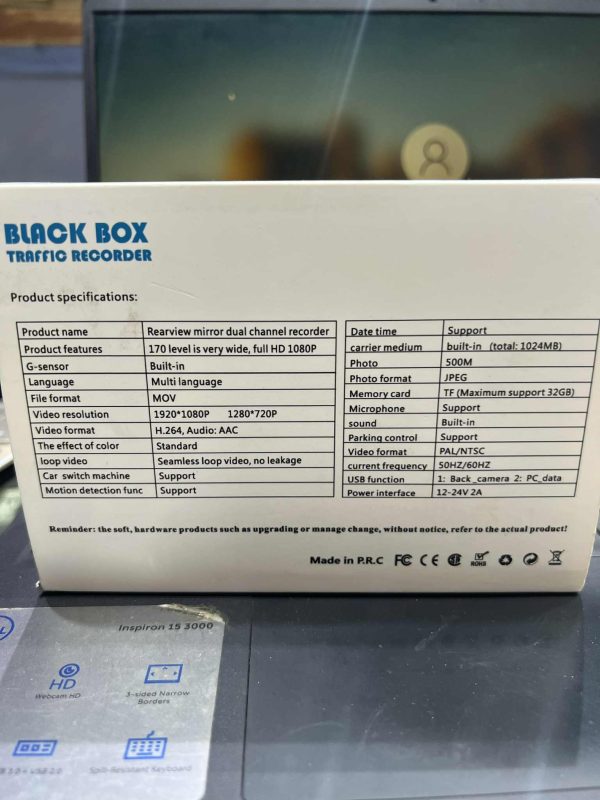 BLACK BOX
TRAFFIC RECORDER
Product specifications:
Product name Rearview mirror dual channel recorder
Product features 170 level is very wide, full HD 1080P
G-sensor Built-in
Language Multi language
File format MOV
Video resolution 1920*1080P 1280*720P
Video format H.264, Audio: AAC
The effect of color Standard
loop video Seamless loop video, no leakage
Car switch machine Support
Motion detection func Support
Date time Support
carrier medium built-in (total: 1024MB)
Photo 500M
Photo format JPEG
Memory card TF (Maximum support 32GB)
Microphone Support
sound Built-in
Parking control Support
Video format PAL/NTSC
current frequency 50HZ/60HZ
USB function 1: Back_camera 2: PC_data
Power interface 12-24V 2A
Reminder: the soft, hardware products such as upgrading or manage change, without notice, refer to the actual product!
Made in P.R.C FC CE ROHS
Inspiron 15 3000
HD
Webcam HD
3-sided Narrow
Borders
Spill-Resistant Keyboard